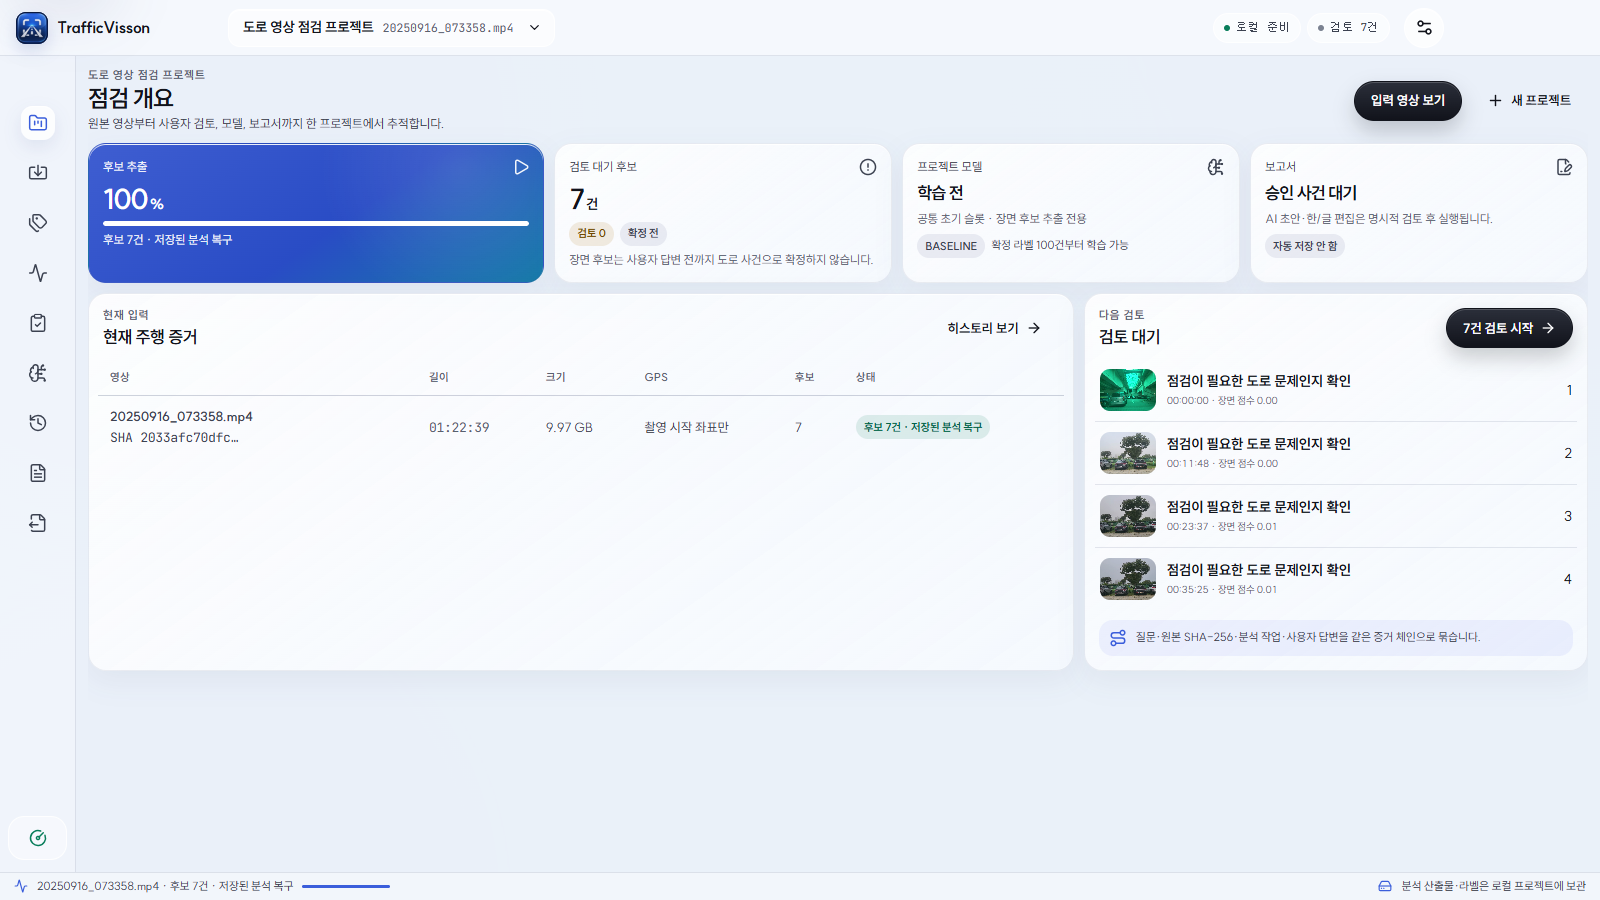 TrafficVisson
도로 영상 점검 프로젝트 20250916_073358.mp4
로컬 준비
검토 7건
도로 영상 점검 프로젝트
점검 개요
원본 영상부터 사용자 검토, 모델, 보고서까지 한 프로젝트에서 추적합니다.
입력 영상 보기
새 프로젝트
후보 추출
100%
후보 7건 · 저장된 분석 복구
검토 대기 후보
7건
검토 0
확정 전
장면 후보는 사용자 답변 전까지 도로 사건으로 확정하지 않습니다.
프로젝트 모델
학습 전
공통 초기 슬롯 · 장면 후보 추출 전용
BASELINE
확정 라벨 100건부터 학습 가능
보고서
승인 사건 대기
AI 초안·한/글 편집은 명시적 검토 후 실행됩니다.
자동 저장 안 함
현재 입력
현재 주행 증거
히스토리 보기
영상 길이 크기 GPS 후보 상태
20250916_073358.mp4
SHA 2033afc70dfc…
01:22:39
9.97 GB
촬영 시작 좌표만
7
후보 7건 · 저장된 분석 복구
다음 검토
검토 대기
7건 검토 시작
점검이 필요한 도로 문제인지 확인
00:00:00 · 장면 점수 0.00
1
점검이 필요한 도로 문제인지 확인
00:11:48 · 장면 점수 0.00
2
점검이 필요한 도로 문제인지 확인
00:23:37 · 장면 점수 0.01
3
점검이 필요한 도로 문제인지 확인
00:35:25 · 장면 점수 0.01
4
질문·원본 SHA-256·분석 작업·사용자 답변을 같은 증거 체인으로 묶습니다.
20250916_073358.mp4 · 후보 7건 · 저장된 분석 복구
분석 산출물·라벨은 로컬 프로젝트에 보관